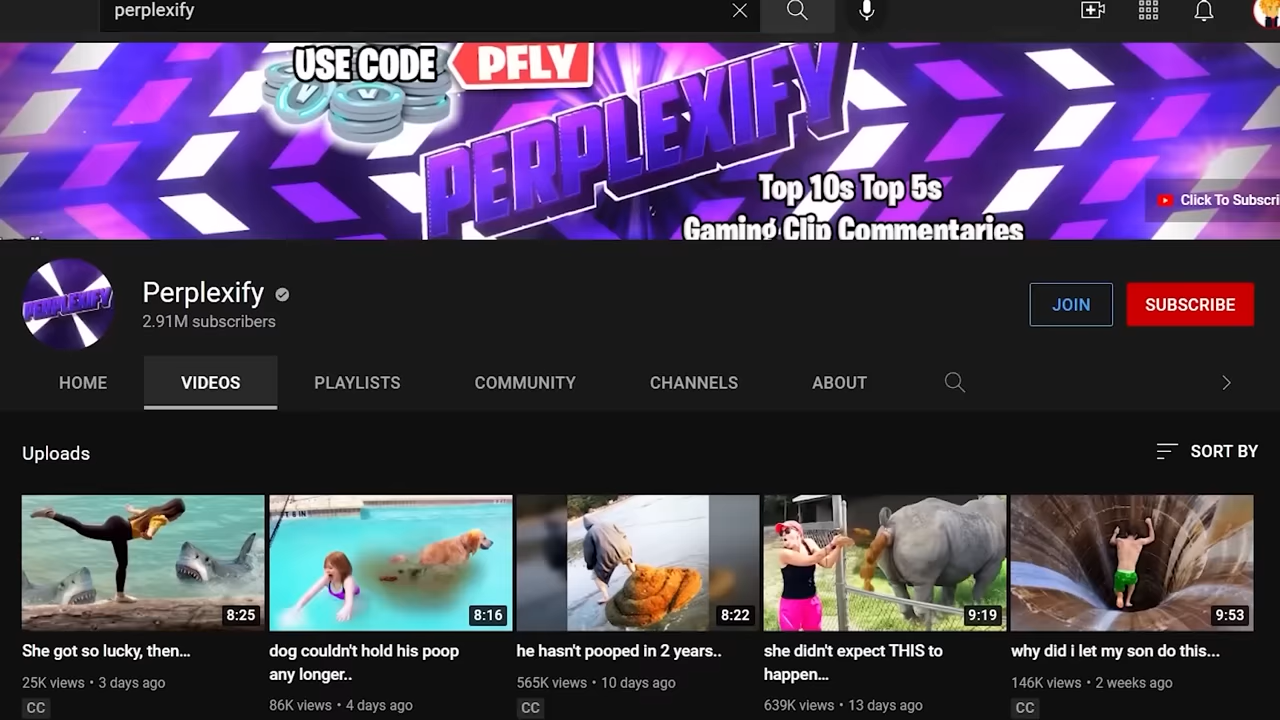 perplexify
USE CODE PFLY
PERPLEXIFY
Top 10s Top 5s
Gaming Clip Commentaries
Click To Subscri
PERPLEXIFY
Perplexify
2.91M subscribers
JOIN
SUBSCRIBE
HOME
VIDEOS
PLAYLISTS
COMMUNITY
CHANNELS
ABOUT
Uploads
SORT BY
8:25
8:16
8:22
9:19
9:53
She got so lucky, then...
25K views • 3 days ago
CC
dog couldn't hold his poop
any longer..
86K views • 4 days ago
he hasn't pooped in 2 years..
565K views • 10 days ago
CC
she didn't expect THIS to
happen...
639K views • 13 days ago
why did i let my son do this...
146K views • 2 weeks ago
CC